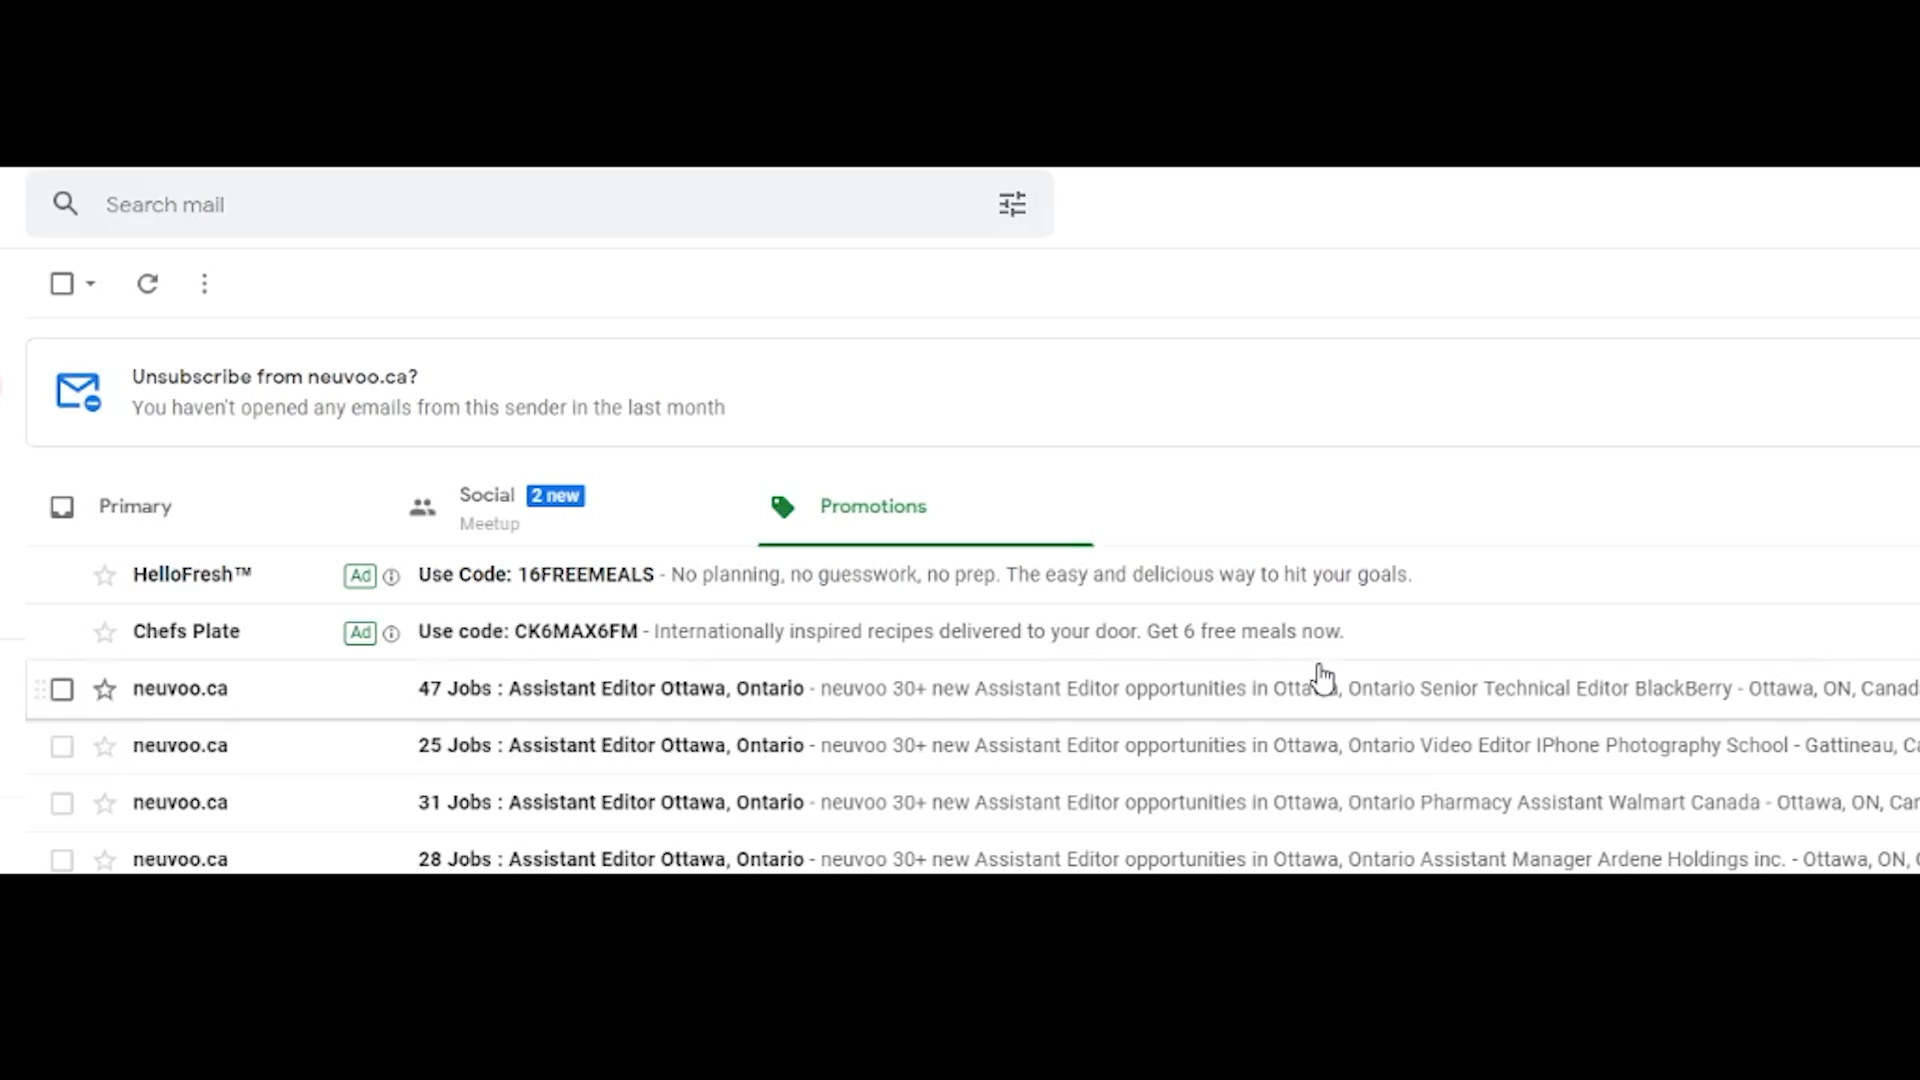 Search mail
Unsubscribe from neuvoo.ca?
You haven't opened any emails from this sender in the last month
Primary
Social 2 new
Meetup
Promotions
HelloFresh™ Ad Use Code: 16FREEMEALS - No planning, no guesswork, no prep. The easy and delicious way to hit your goals.
Chefs Plate Ad Use code: CK6MAX6FM - Internationally inspired recipes delivered to your door. Get 6 free meals now.
neuvoo.ca 47 Jobs : Assistant Editor Ottawa, Ontario - neuvoo 30+ new Assistant Editor opportunities in Ottawa, Ontario Senior Technical Editor BlackBerry - Ottawa, ON, Canad
neuvoo.ca 25 Jobs : Assistant Editor Ottawa, Ontario - neuvoo 30+ new Assistant Editor opportunities in Ottawa, Ontario Video Editor IPhone Photography School - Gattineau, Ca
neuvoo.ca 31 Jobs : Assistant Editor Ottawa, Ontario - neuvoo 30+ new Assistant Editor opportunities in Ottawa, Ontario Pharmacy Assistant Walmart Canada - Ottawa, ON, Can
neuvoo.ca 28 Jobs : Assistant Editor Ottawa, Ontario - neuvoo 30+ new Assistant Editor opportunities in Ottawa, Ontario Assistant Manager Ardene Holdings inc. - Ottawa, ON,